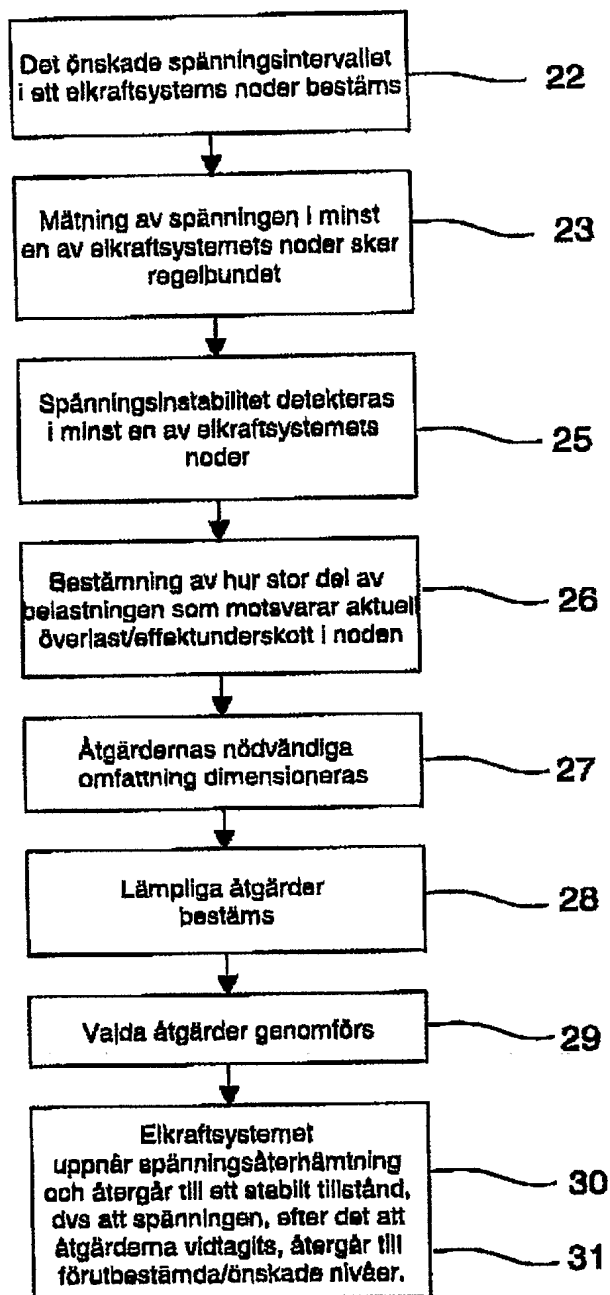 Det önskade spänningsintervallet
i ett elkraftsystems noder bestäms
22
Mätning av spänningen i minst
en av elkraftsystemets noder sker
regelbundet
23
Spänningsinstabilitet detekteras
i minst en av elkraftsystemets
noder
25
Bestämning av hur stor del av
belastningen som motsvarar aktuell
överlast/effektunderskott i noden
26
Åtgärdernas nödvändiga
omfattning dimensioneras
27
Lämpliga åtgärder
bestäms
28
Valda åtgärder genomförs
29
Elkraftsystemet
uppnår spänningsåterhämtning
och återgår till ett stabilt tillstånd,
dvs att spänningen, efter det att
åtgärderna vidtagits, återgår till
förutbestämda/önskade nivåer.
30
31